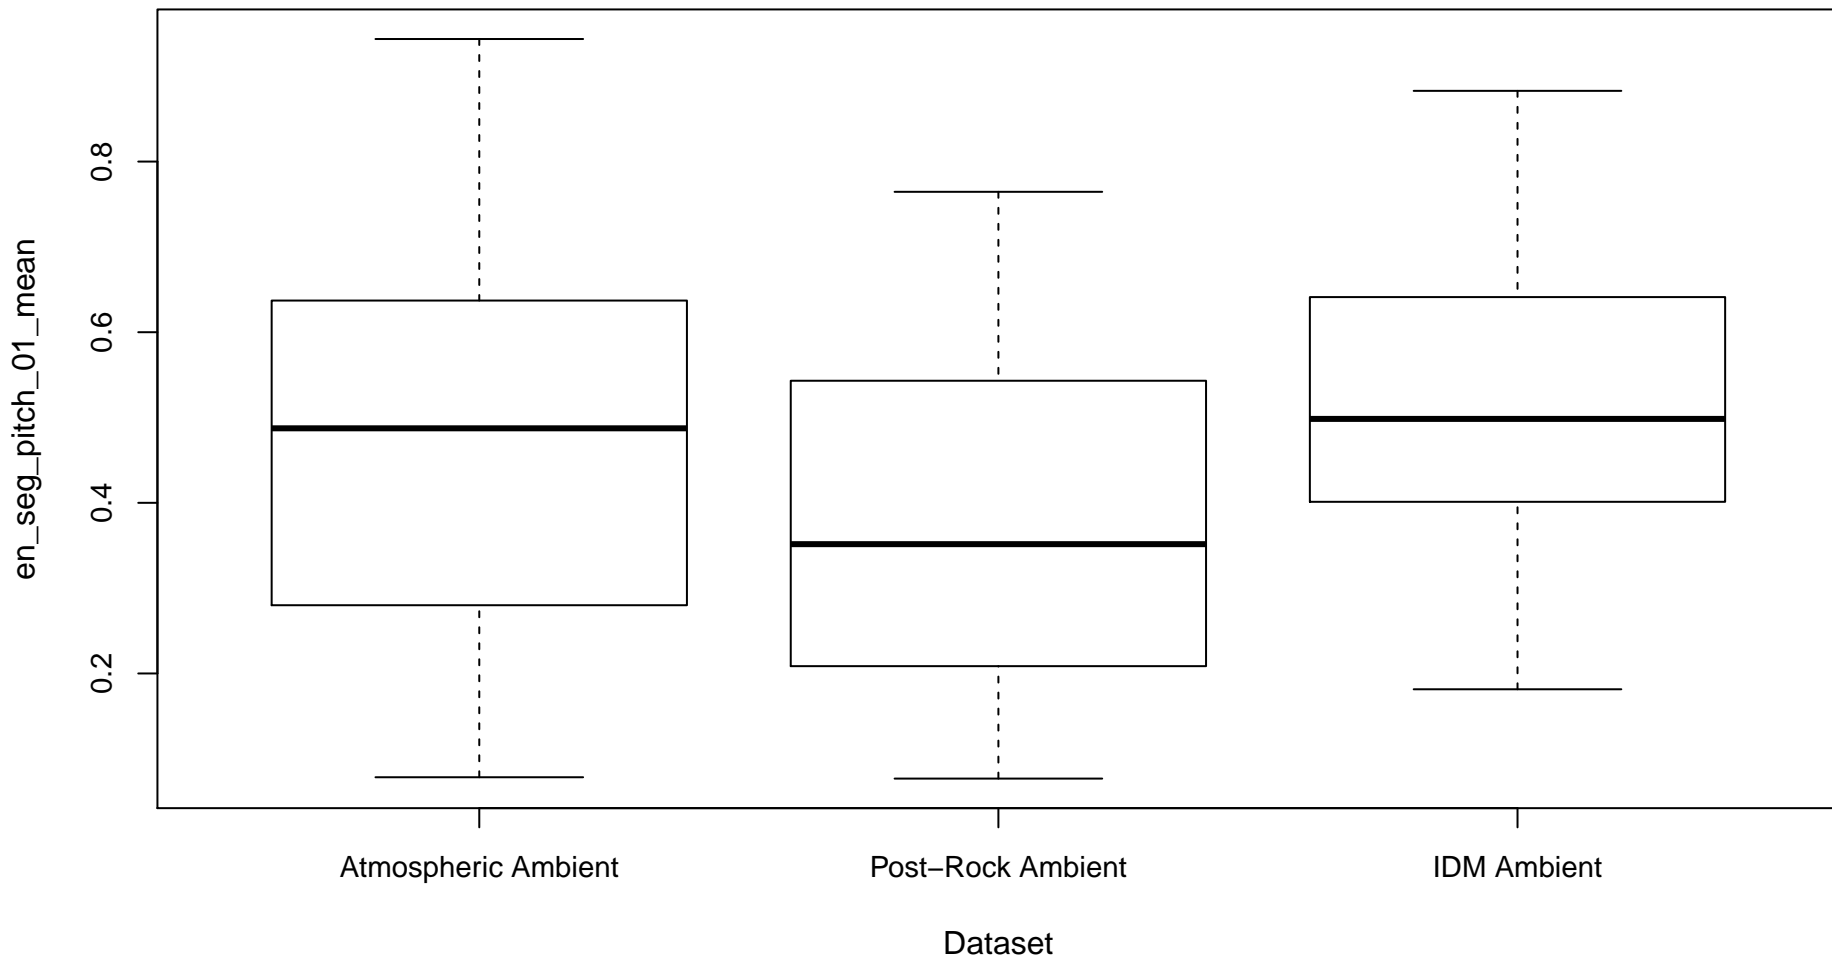 en_seg_pitch_01_mean
0.8
0.6
0.4
0.2
Atmospheric Ambient
Post−Rock Ambient
IDM Ambient
Dataset